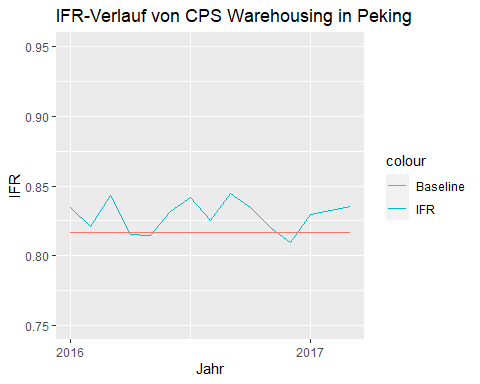 IFR-Verlauf von CPS Warehousing in Peking
0.95
0.90
0.85
0.80
0.75
IFR
2016
2017
Jahr
colour
Baseline
IFR